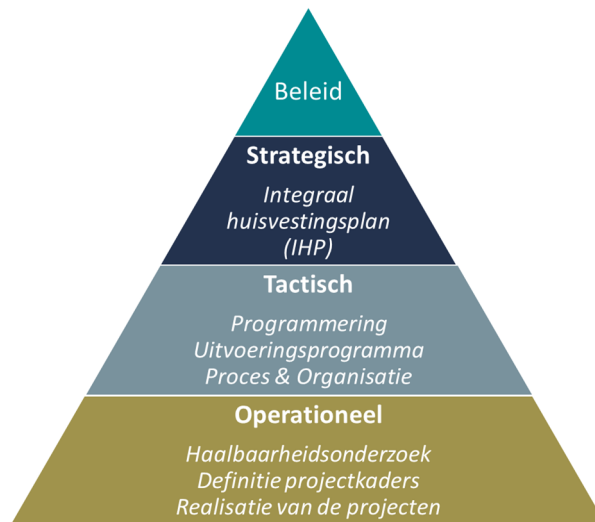 Beleid
Strategisch
Integraal
huisvestingsplan
(IHP)
Tactisch
Programmering
Uitvoeringsprogramma
Proces & Organisatie
Operationeel
Haalbaarheidsonderzoek
Definitie projectkaders
Realisatie van de projecten